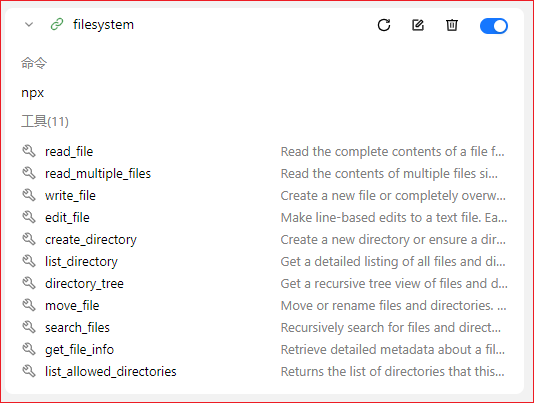 filesystem
命令
npx
工具(11)
read_file Read the complete contents of a file f...
read_multiple_files Read the contents of multiple files si...
write_file Create a new file or completely overw...
edit_file Make line-based edits to a text file. Ea...
create_directory Create a new directory or ensure a dir...
list_directory Get a detailed listing of all files and di...
directory_tree Get a recursive tree view of files and d...
move_file Move or rename files and directories. ...
search_files Recursively search for files and direct...
get_file_info Retrieve detailed metadata about a fil...
list_allowed_directories Returns the list of directories that this...